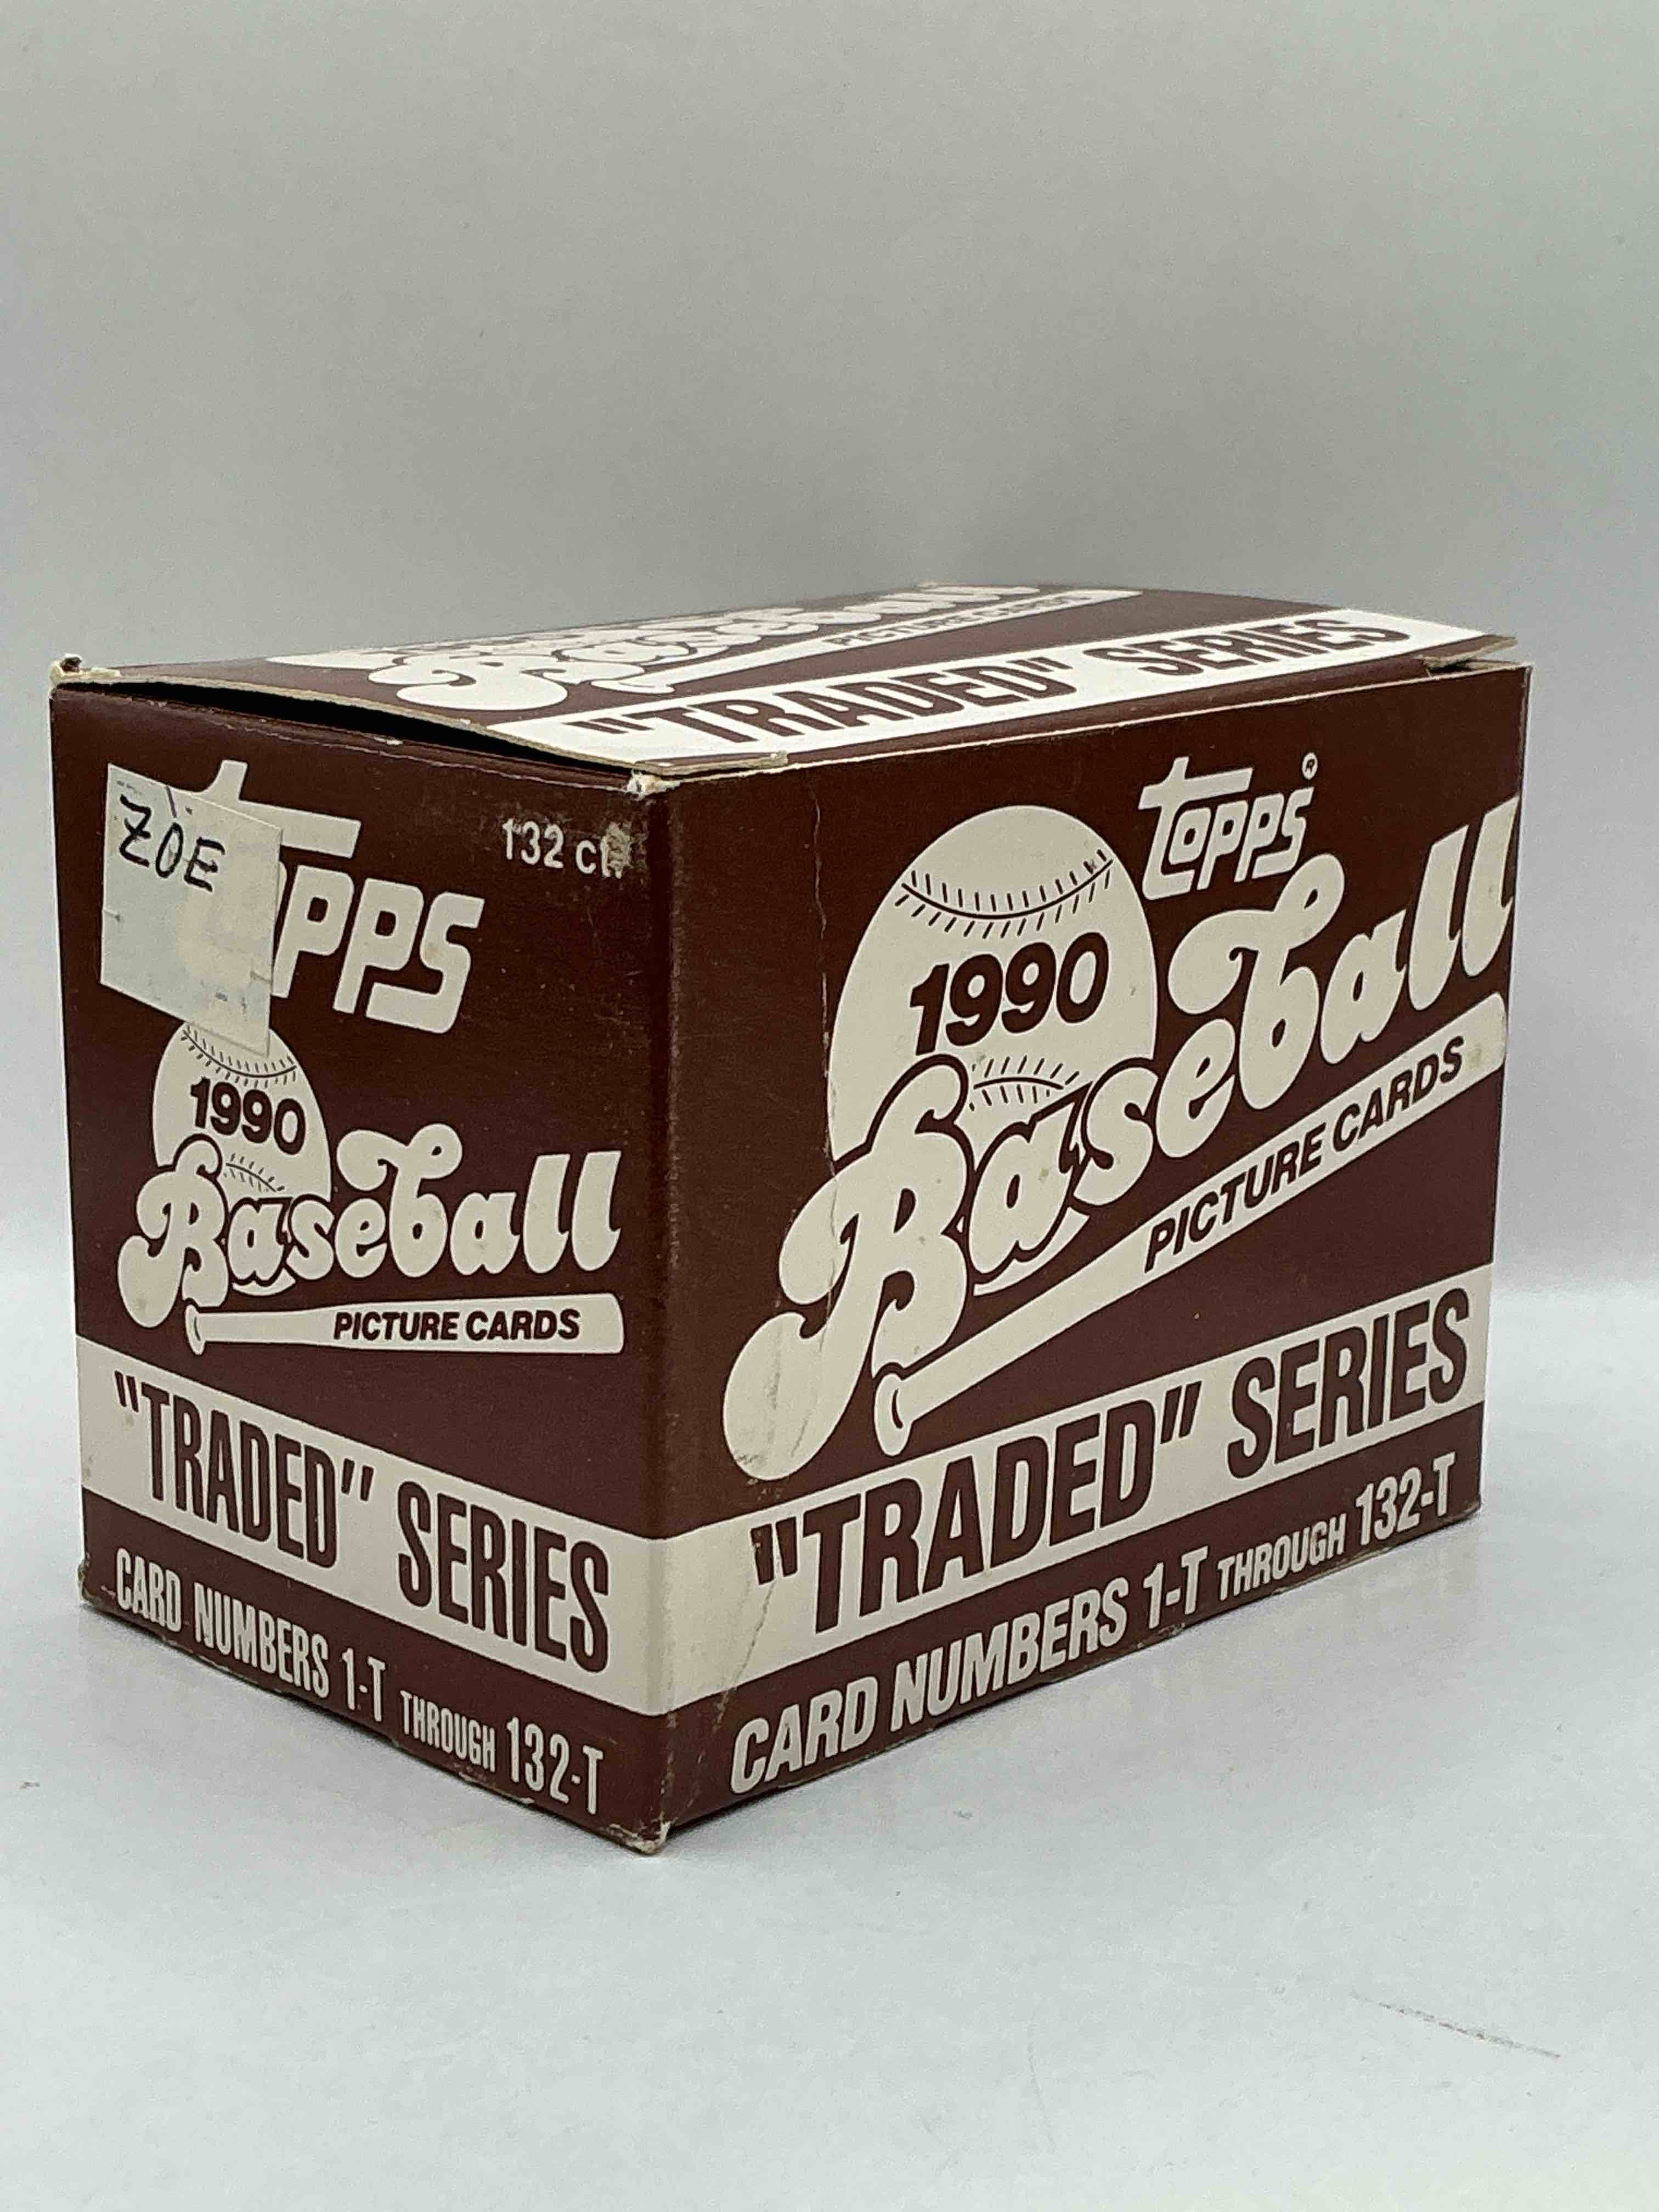 Baseball
PICTURE CARDS
"TRADED" SERIES
ZOE
Topps
132 ct.
1990
Baseball
PICTURE CARDS
"TRADED" SERIES
CARD NUMBERS 1-T THROUGH 132-T
Topps®
1990
Baseball
PICTURE CARDS
"TRADED" SERIES
CARD NUMBERS 1-T THROUGH 132-T